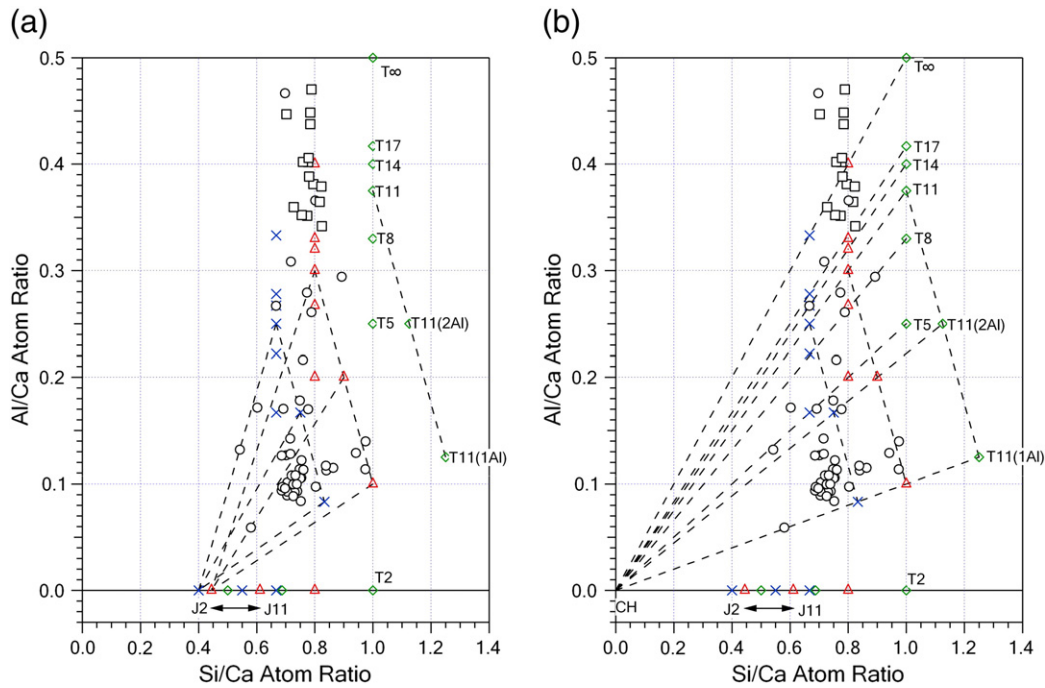 (a)
(b)
0.5
0.4
0.3
0.2
0.1
0.0
Al/Ca Atom Ratio
T∞
T17
T14
T11
T8
T5
T11(2Al)
T11(1Al)
T2
J2
J11
0.0 0.2 0.4 0.6 0.8 1.0 1.2 1.4
Si/Ca Atom Ratio
0.5
0.4
0.3
0.2
0.1
0.0
Al/Ca Atom Ratio
T∞
T17
T14
T11
T8
T5
T11(2Al)
T11(1Al)
T2
CH
J2
J11
0.0 0.2 0.4 0.6 0.8 1.0 1.2 1.4
Si/Ca Atom Ratio